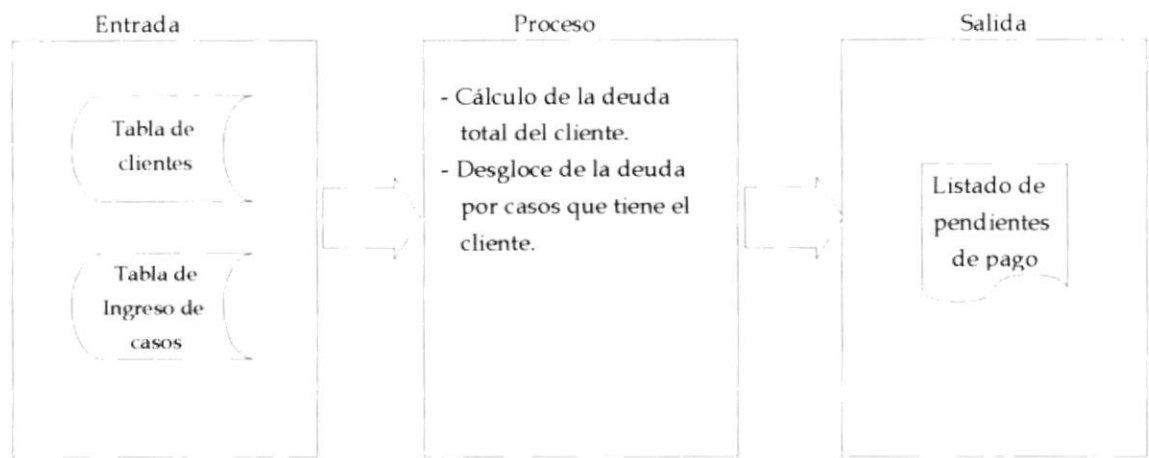 Entrada
Proceso
Salida
Tabla de
clientes
Tabla de
Ingreso de
casos
- Cálculo de la deuda
total del cliente.
- Desgloce de la deuda
por casos que tiene el
cliente.
Listado de
pendientes
de pago